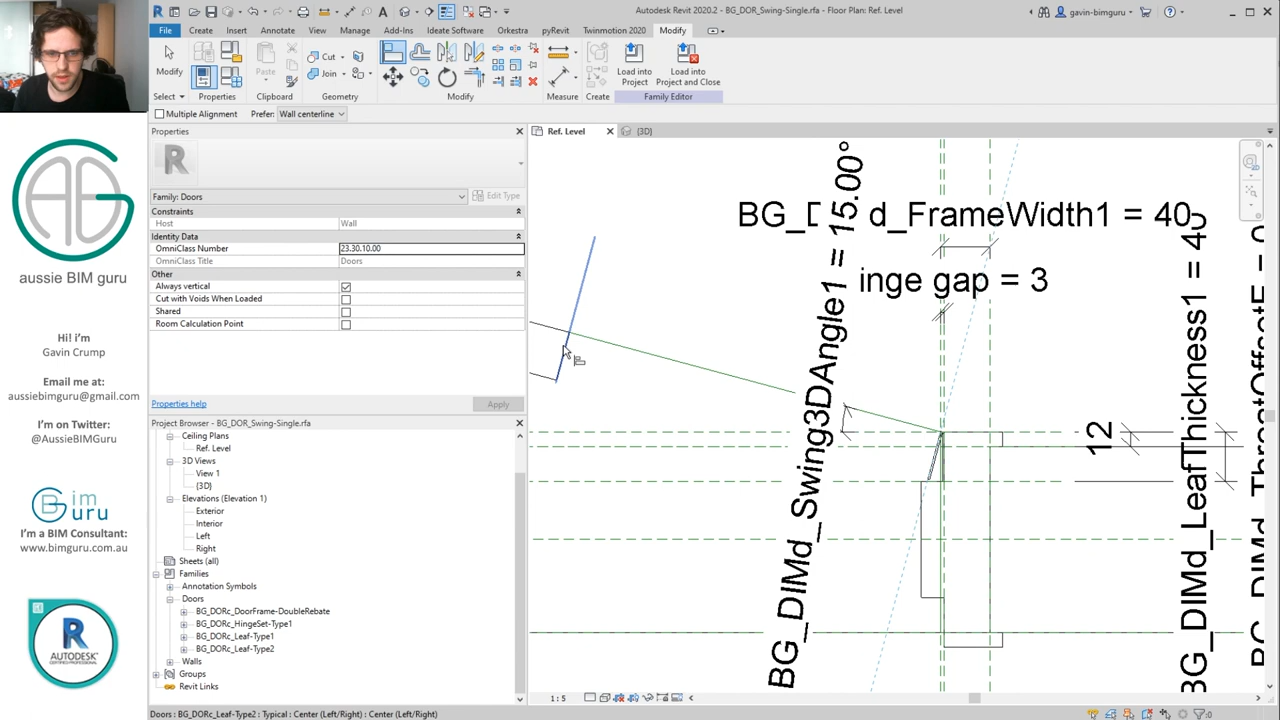 Autodesk Revit 2020.2 - BG_DOR_Swing-Single.rfa - Floor Plan: Ref. Level
gavin-bimguru
File
Create
Insert
Annotate
View
Manage
Add-Ins
Ideate Software
Orkestra
pyRevit
Twinmotion 2020
Modify
Modify
Paste
Cut
Join
Load into
Project
Load into
Project and Close
Select
Properties
Clipboard
Geometry
Modify
Measure
Create
Family Editor
Multiple Alignment
Prefer:
Wall centerline
Properties
Family: Doors
Edit Type
Constraints
Host
Wall
Identity Data
OmniClass Number
23.30.10.00
OmniClass Title
Doors
Other
Always vertical
Cut with Voids When Loaded
Shared
Room Calculation Point
Properties help
Apply
Project Browser - BG_DOR_Swing-Single.rfa
Ceiling Plans
Ref. Level
3D Views
View 1
{3D}
Elevations (Elevation 1)
Exterior
Interior
Left
Right
Sheets (all)
Families
Annotation Symbols
Doors
BG_DORc_DoorFrame-DoubleRebate
BG_DORc_HingeSet-Type1
BG_DORc_Leaf-Type1
BG_DORc_Leaf-Type2
Walls
Groups
Revit Links
Doors : BG_DORc_Leaf-Type2 : Typical : Center (Left/Right) : Center (Left/Right)
Ref. Level
{3D}
BG_D
d_FrameWidth1 = 40
inge gap = 3
BG_DIMd_Swing3DAngle1 = 15.00°
12
BG_DIMd_LeafThickness1 = 40
1 : 5
:0
aussie BIM guru
Hi! i'm
Gavin Crump
Email me at:
aussiebimguru@gmail.com
I'm on Twitter:
@AussieBIMGuru
Bim
Guru
I'm a BIM Consultant:
www.bimguru.com.au
R
AUTODESK
CERTIFIED PROFESSIONAL